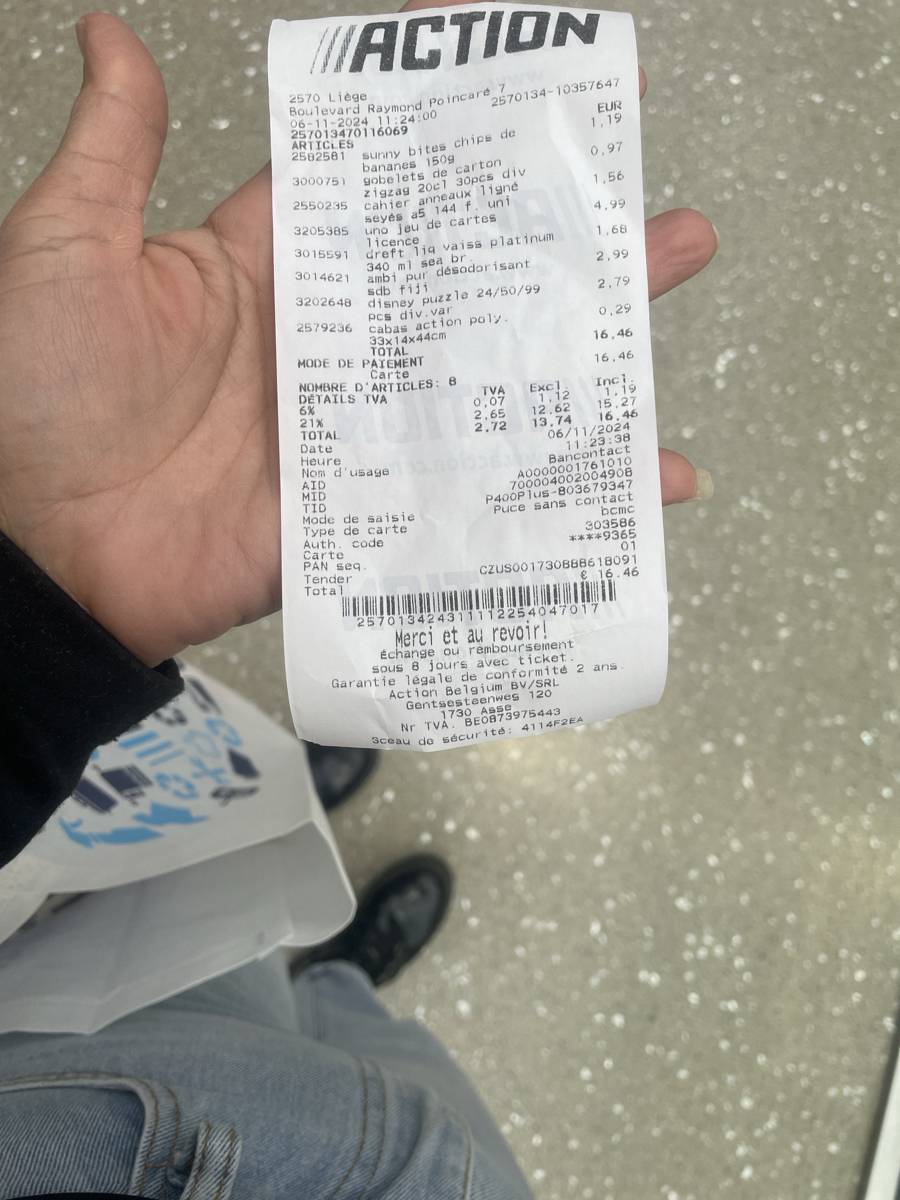 ///ACTION
2570 Liège
Boulevard Raymond Poincaré 7
06-11-2024 11:24:00 2570134-10357647
257013470116069 EUR
ARTICLES
2582581 sunny bites chips de 1,19
bananes 150g
3000751 gobelets de carton 0,97
zigzag 20cl 30pcs div
2550235 cahier anneaux ligné 1,56
seyés a5 144 f. uni
3205385 uno jeu de cartes 4,99
licence
3015591 dreft liq vaiss platinum 1,68
340 ml sea br.
3014621 ambi pur désodorisant 2,99
sdb fiji
3202648 disney puzzle 24/50/99 2,79
pcs div.var
2579236 cabas action poly. 0,29
33x14x44cm
TOTAL 16,46
MODE DE PAIEMENT
Carte 16,46
NOMBRE D'ARTICLES: 8
DÉTAILS TVA TVA Excl. Incl.
6% 0,07 1,12 1,19
21% 2,65 12,62 15,27
TOTAL 2,72 13,74 16,46
Date 06/11/2024
Heure 11:23:38
Nom d'usage Bancontact
AID A0000001761010
MID 700004002004908
TID P400Plus-803679347
Mode de saisie Puce sans contact
Type de carte bcmc
Auth. code 303586
Carte ****9365
PAN seq. 01
Tender CZUS001730888618091
Total € 16.46
257013424311112254047017
Merci et au revoir!
Échange ou remboursement
sous 8 jours avec ticket.
Garantie légale de conformité 2 ans.
Action Belgium BV/SRL
Gentsesteenweg 120
1730 Asse
Nr TVA. BE0873975443
Sceau de sécurité: 4114F2EA